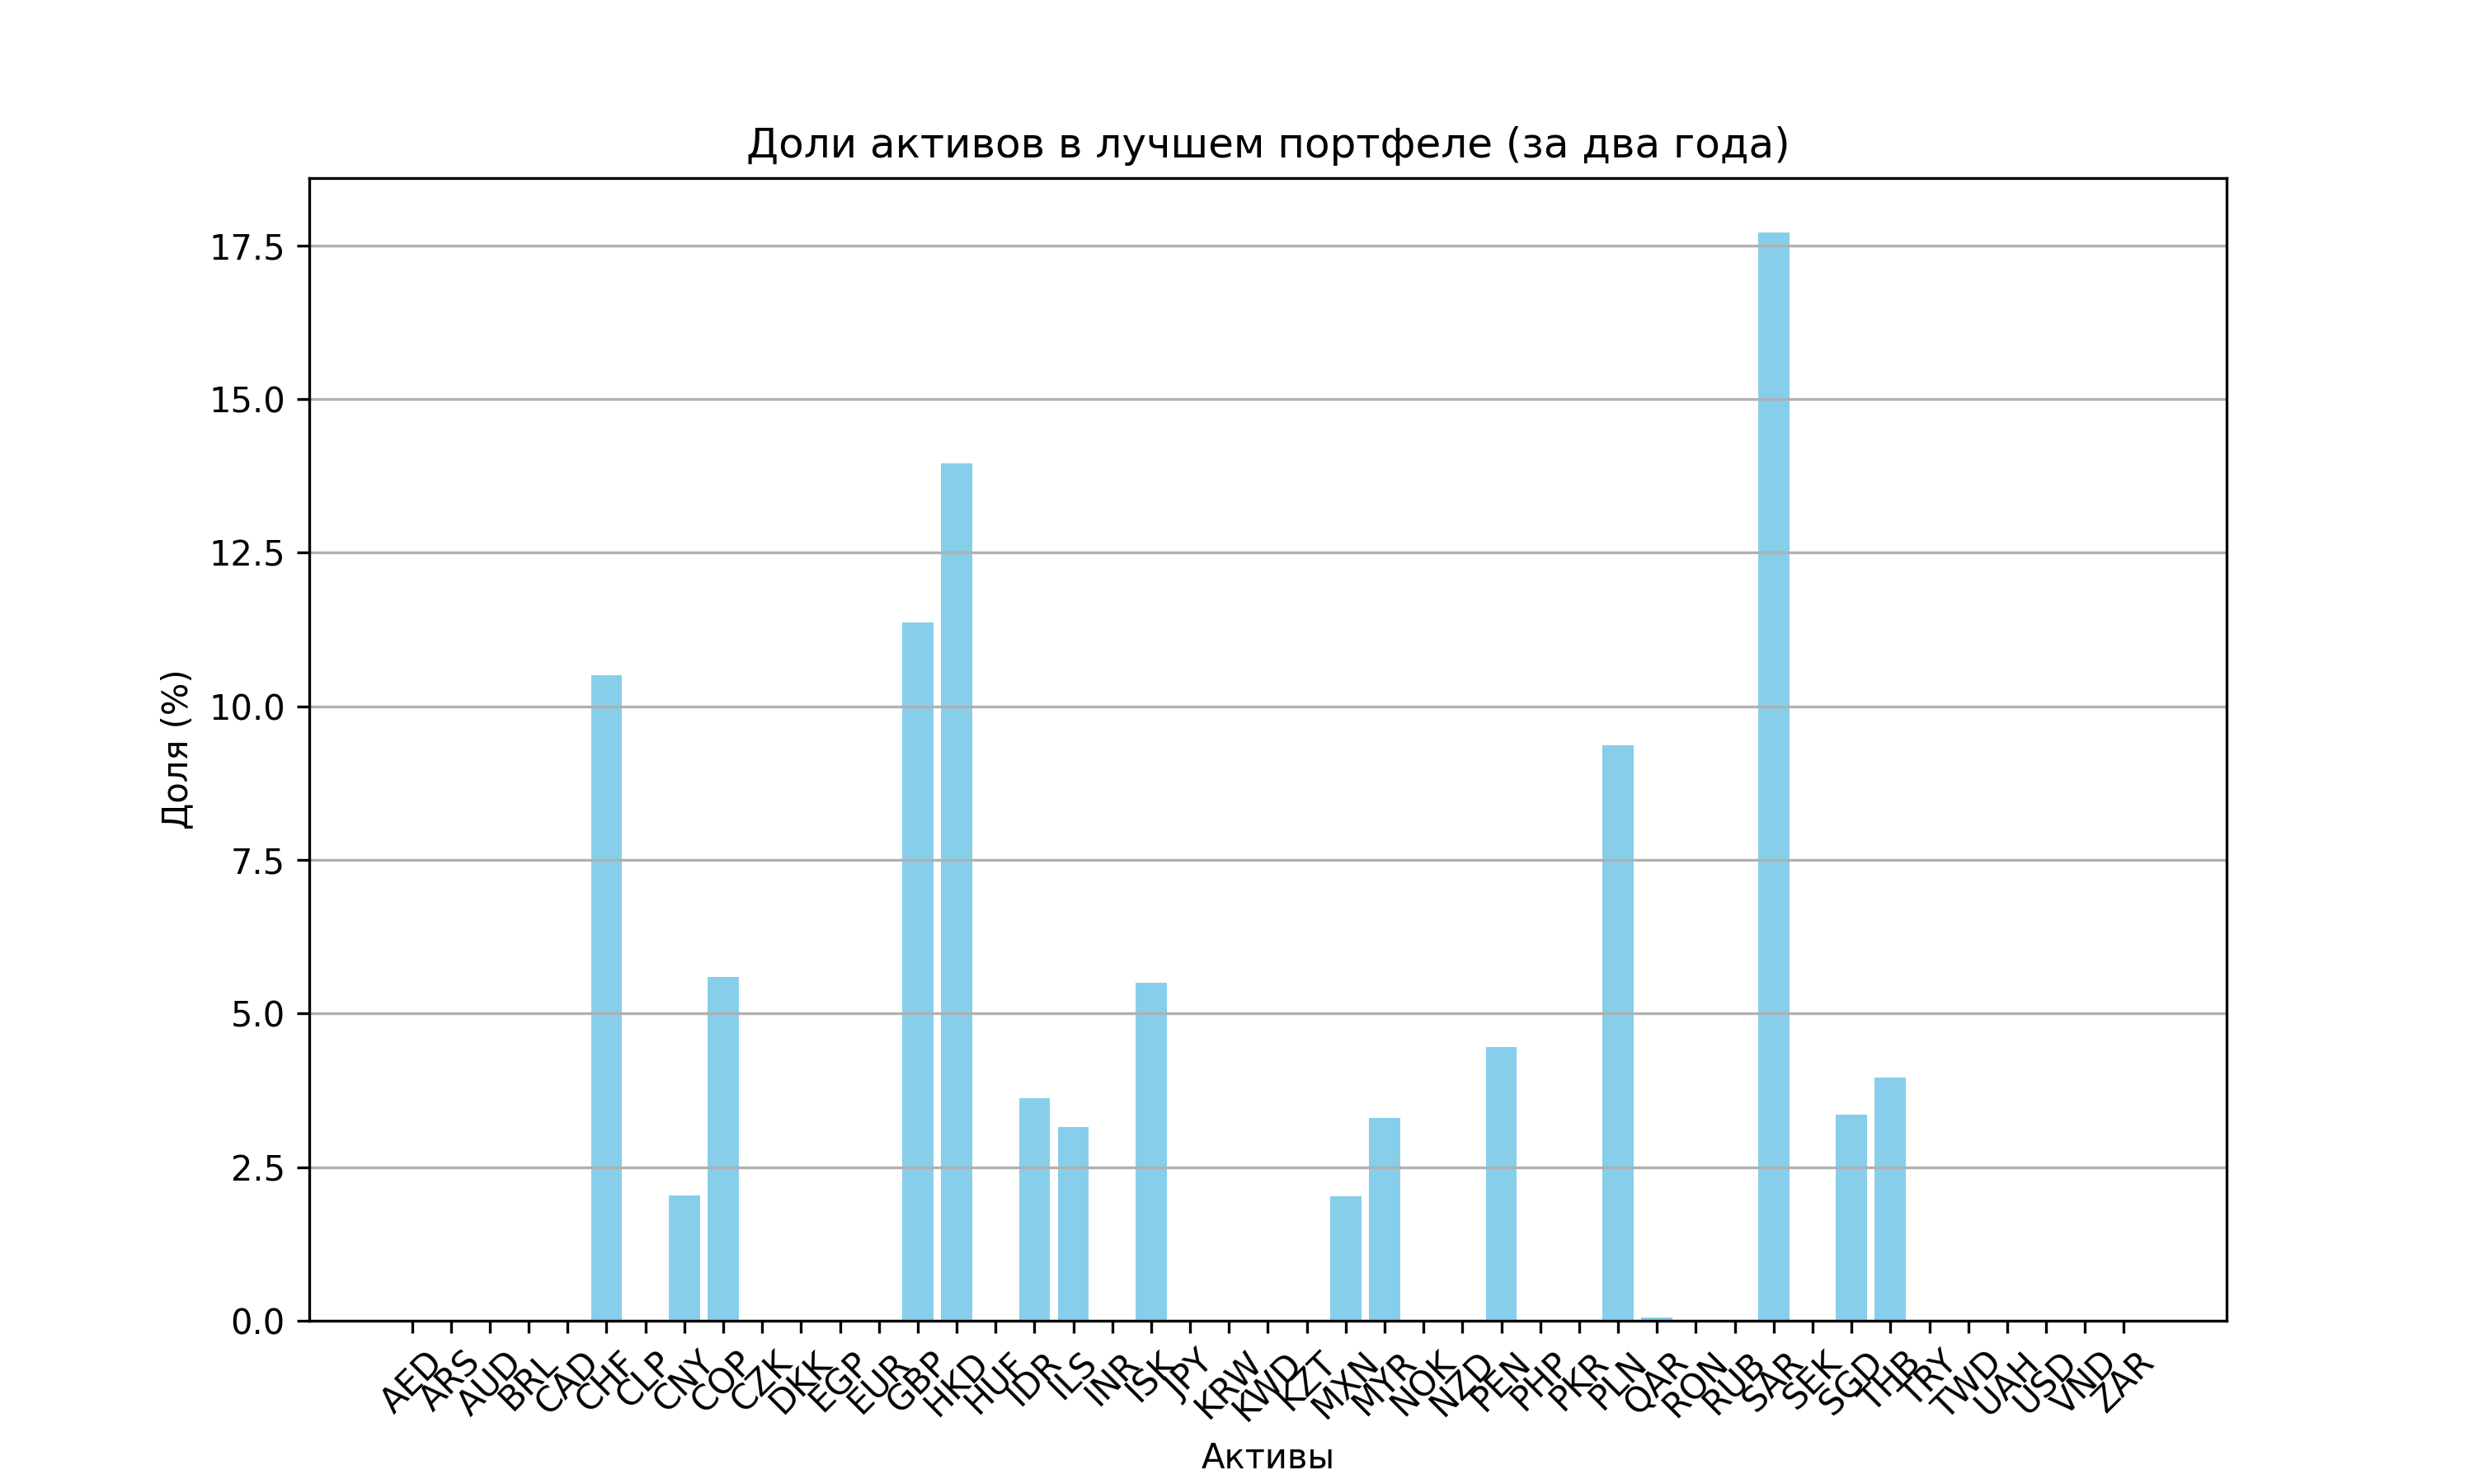 Доли активов в лучшем портфеле (за два года)
17.5
15.0
12.5
10.0
7.5
5.0
2.5
0.0
Доля (%)
AED
ARS
AUD
BRL
CAD
CHF
CLP
CNY
COP
CZK
DKK
EGP
EUR
GBP
HKD
HUF
IDR
ILS
INR
ISK
JPY
KRW
KWD
KZT
MXN
MYR
NOK
NZD
PEN
PHP
PKR
PLN
QAR
RON
RUB
SAR
SEK
SGD
THB
TRY
TWD
UAH
USD
VND
ZAR
Активы